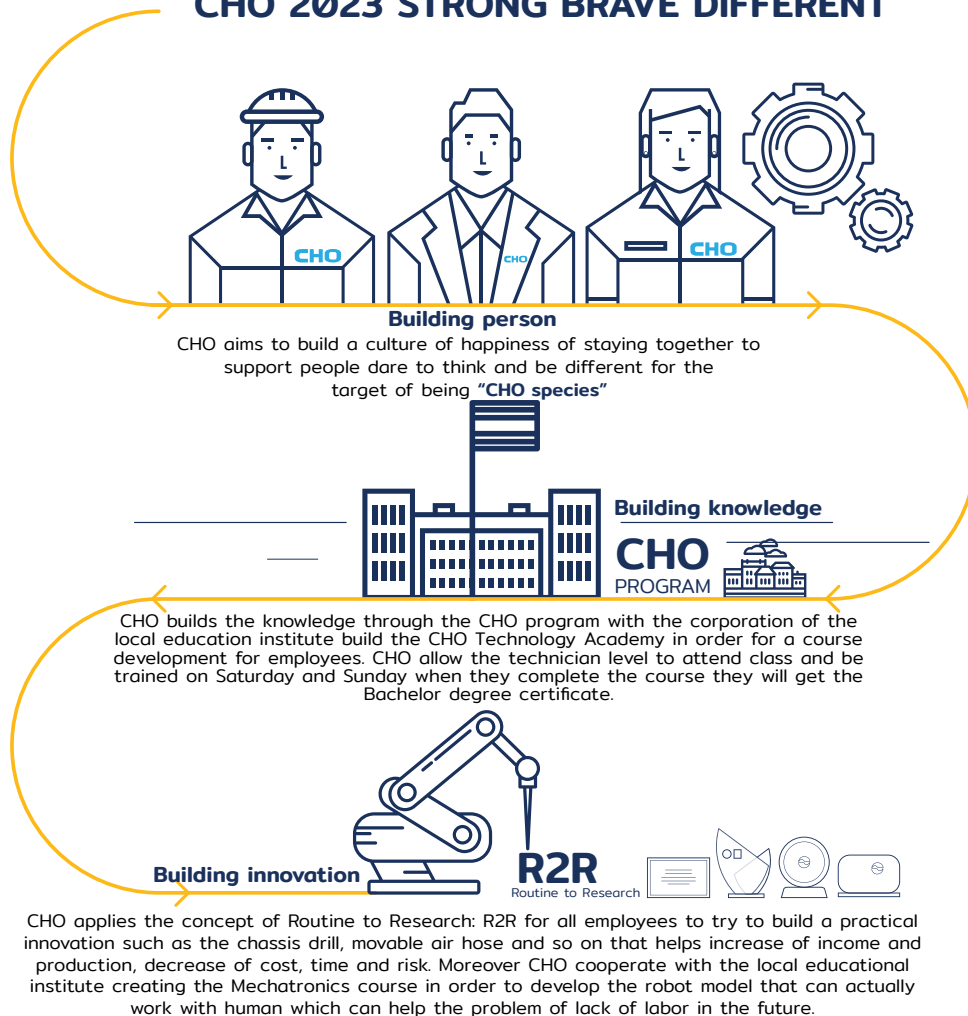 CHO 2023 STRONG BRAVE DIFFERENT
CHO
CHO
CHO
Building person
CHO aims to build a culture of happiness of staying together to
support people dare to think and be different for the
target of being “CHO species”
Building knowledge
CHO
PROGRAM
CHO builds the knowledge through the CHO program with the corporation of the
local education institute build the CHO Technology Academy in order for a course
development for employees. CHO allow the technician level to attend class and be
trained on Saturday and Sunday when they complete the course they will get the
Bachelor degree certificate.
Building innovation
R2R
Routine to Research
CHO applies the concept of Routine to Research: R2R for all employees to try to build a practical
innovation such as the chassis drill, movable air hose and so on that helps increase of income and
production, decrease of cost, time and risk. Moreover CHO cooperate with the local educational
institute creating the Mechatronics course in order to develop the robot model that can actually
work with human which can help the problem of lack of labor in the future.